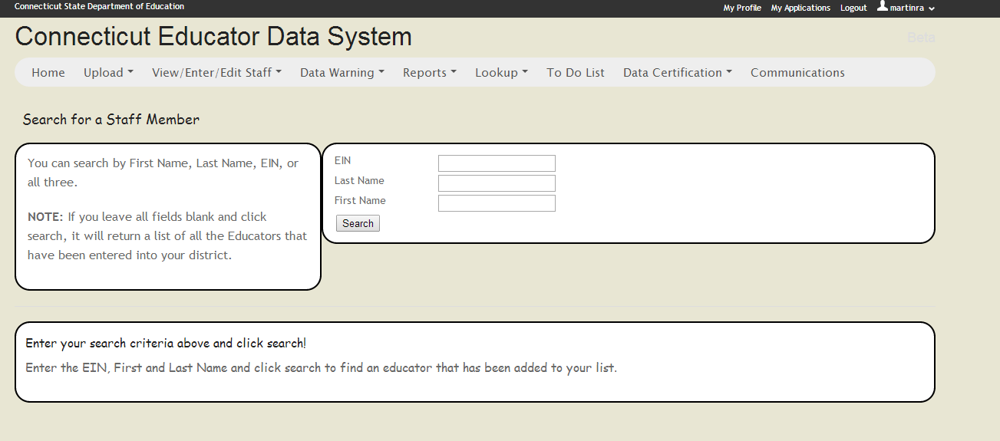 Connecticut State Department of Education
My Profile My Applications Logout martinra
Connecticut Educator Data System
Beta
Home Upload View/Enter/Edit Staff Data Warning Reports Lookup To Do List Data Certification Communications
Search for a Staff Member
You can search by First Name, Last Name, EIN, or
all three.
NOTE: If you leave all fields blank and click
search, it will return a list of all the Educators that
have been entered into your district.
EIN
Last Name
First Name
Search
Enter your search criteria above and click search!
Enter the EIN, First and Last Name and click search to find an educator that has been added to your list.